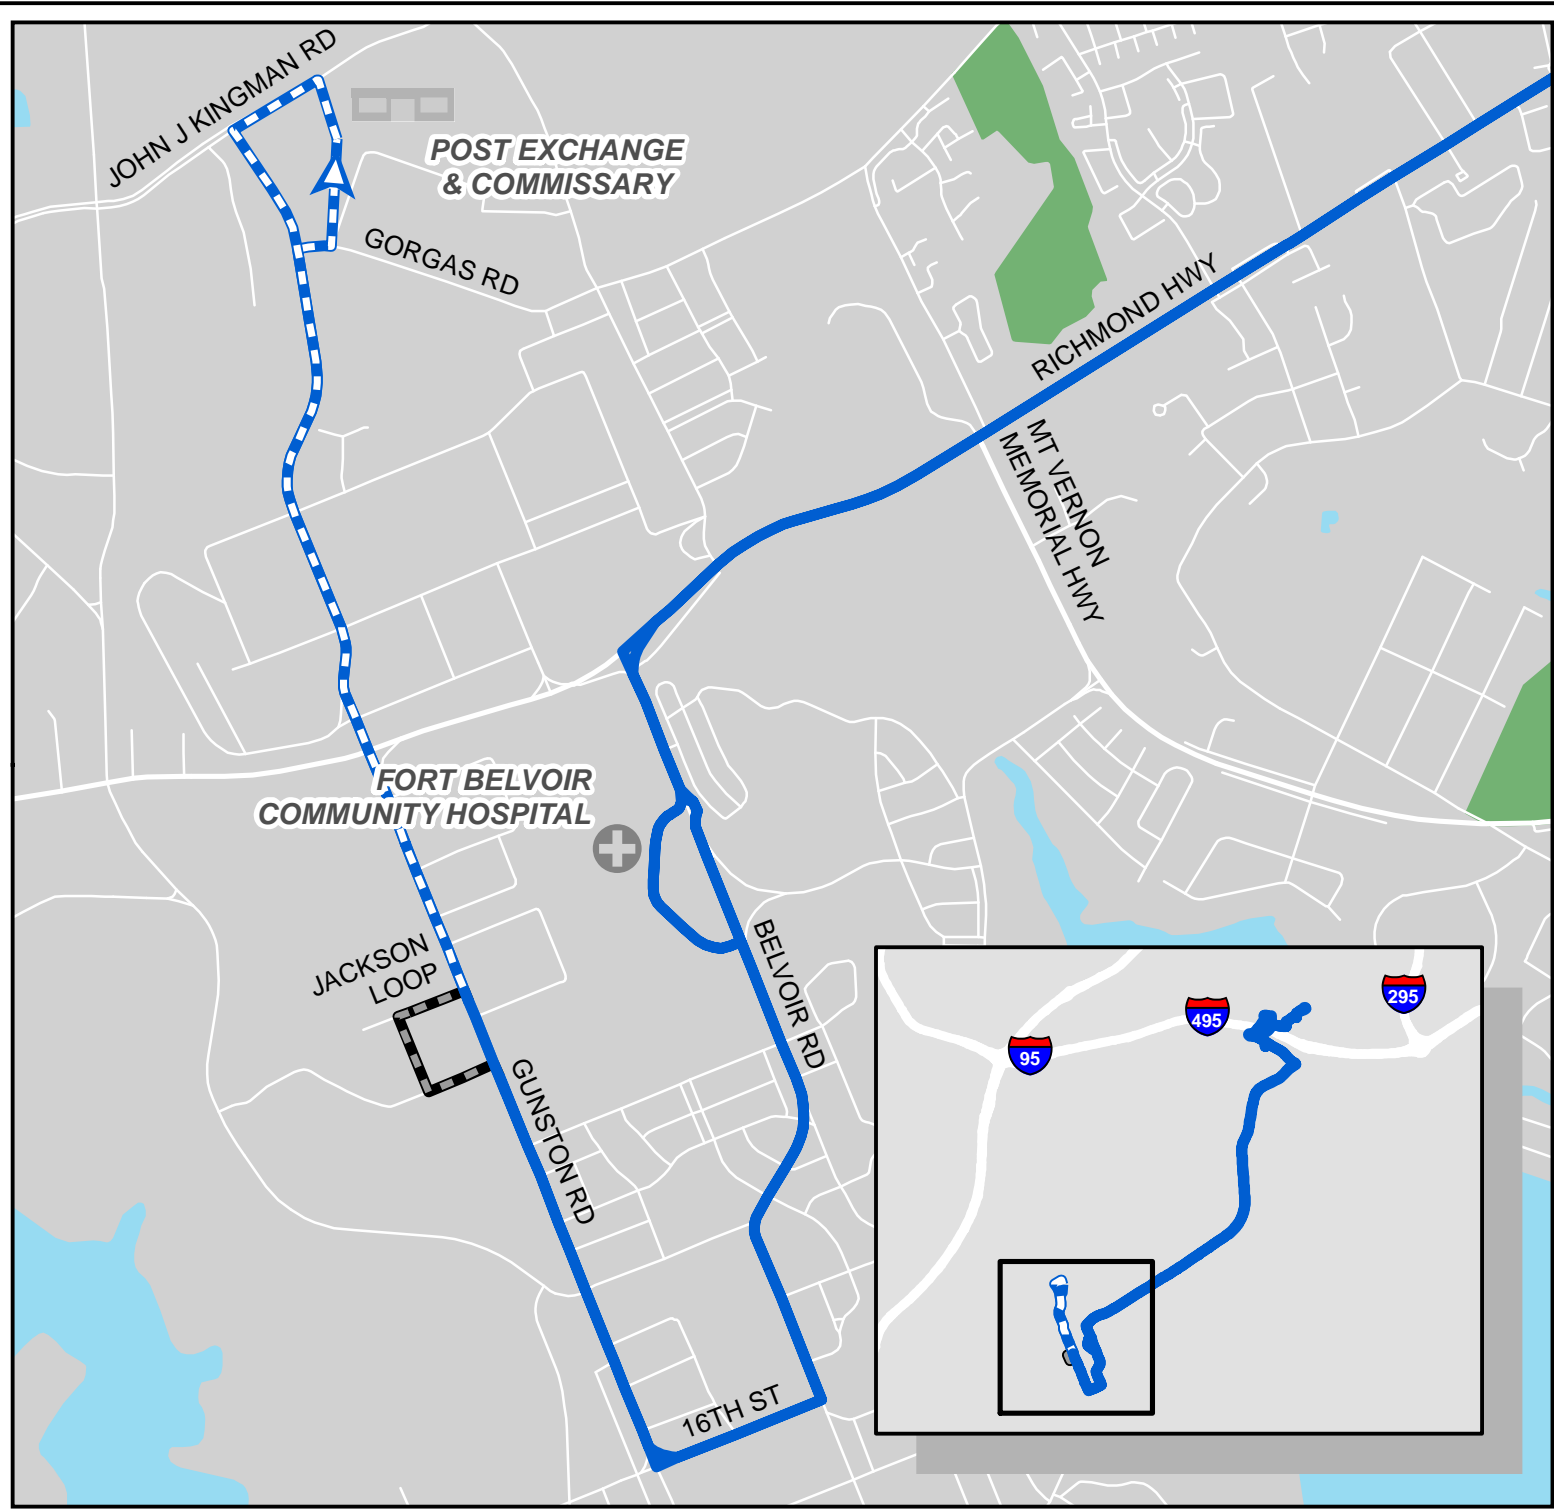 JOHN J KINGMAN RD
POST EXCHANGE
& COMMISSARY
GORGAS RD
RICHMOND HWY
MT VERNON
MEMORIAL HWY
FORT BELVOIR
COMMUNITY HOSPITAL
JACKSON
LOOP
BELVOIR RD
GUNSTON RD
16TH ST
295
495
95